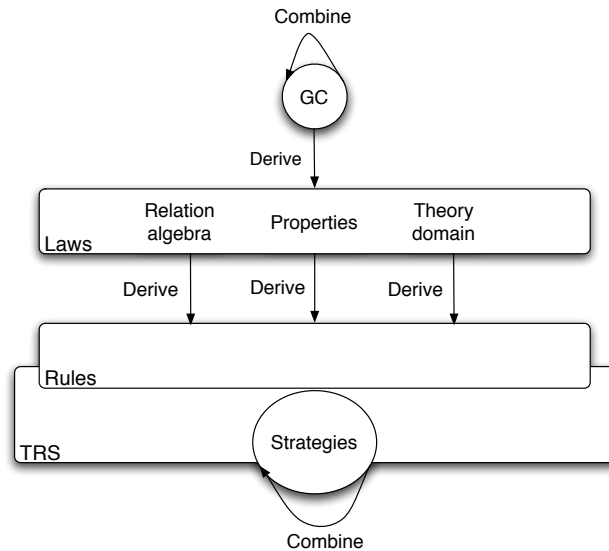 Combine
GC
Derive
Relation
algebra
Properties
Theory
domain
Laws
Derive
Derive
Derive
Rules
Strategies
TRS
Combine